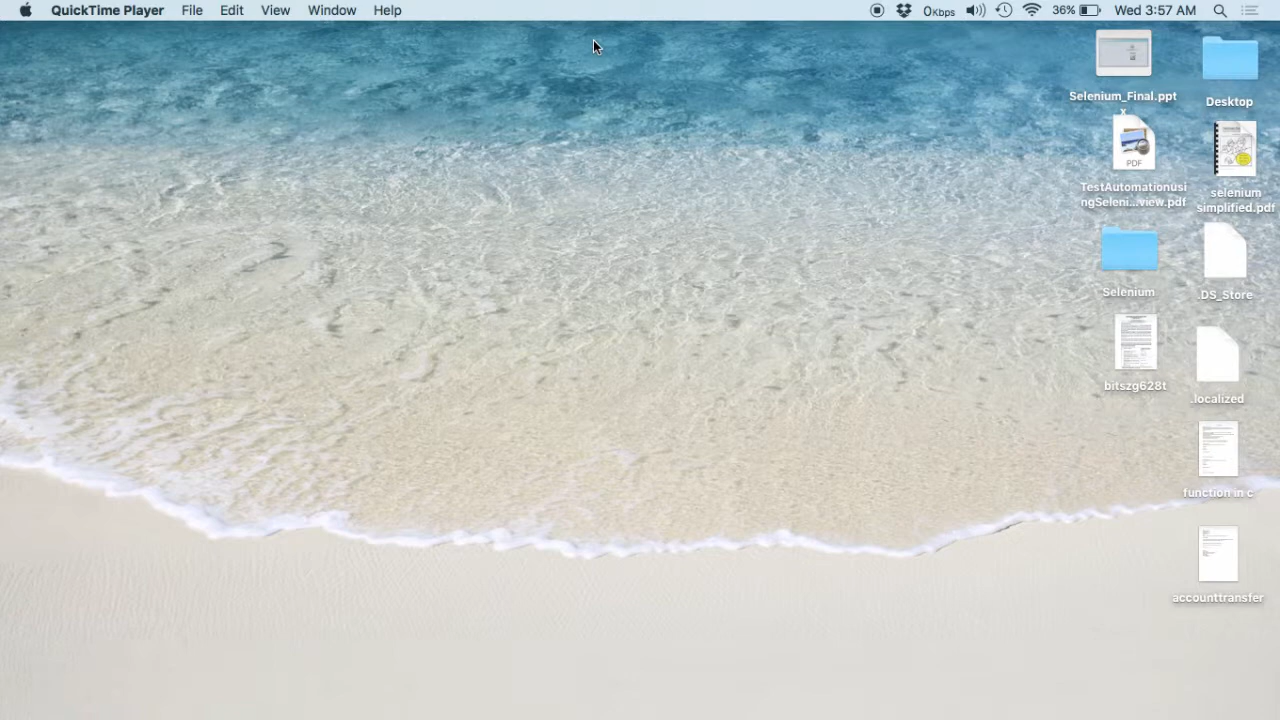 QuickTime Player File Edit View Window Help 0Kbps 36% Wed 3:57 AM
Selenium_Final.ppt
x
Desktop
PDF
TestAutomationusi
ngSeleni...view.pdf
selenium
simplified.pdf
Selenium
.DS_Store
bitszg628t
.localized
function in c
accounttransfer